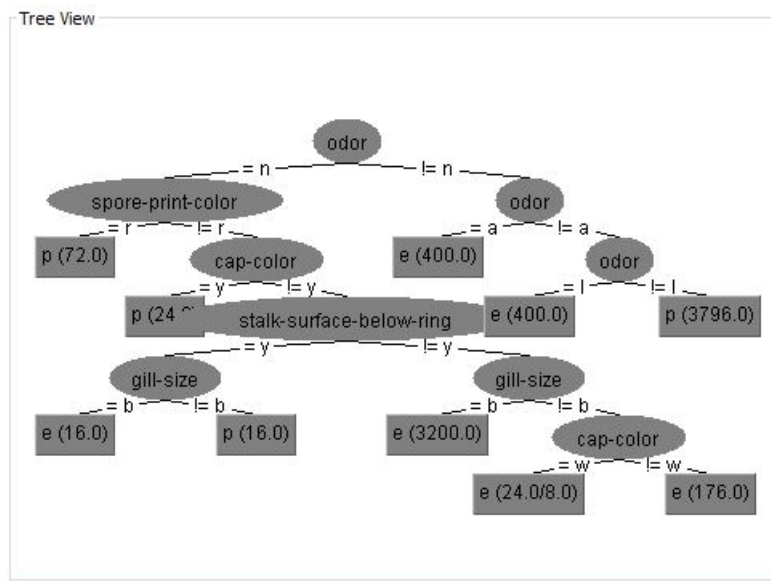 Tree View
odor
= n != n
spore-print-color odor
= r != r = a != a
p (72.0) cap-color e (400.0) odor
= y != y = l != l
p (24 stalk-surface-below-ring e (400.0) p (3796.0)
= y != y
gill-size gill-size
= b != b = b != b
e (16.0) p (16.0) e (3200.0) cap-color
= w != w
e (24.0/8.0) e (176.0)